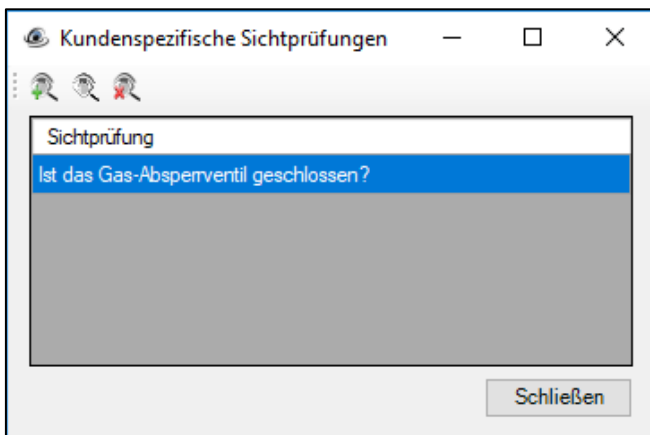 Kundenspezifische Sichtprüfungen
Sichtprüfung
Ist das Gas-Absperrventil geschlossen?
Schließen